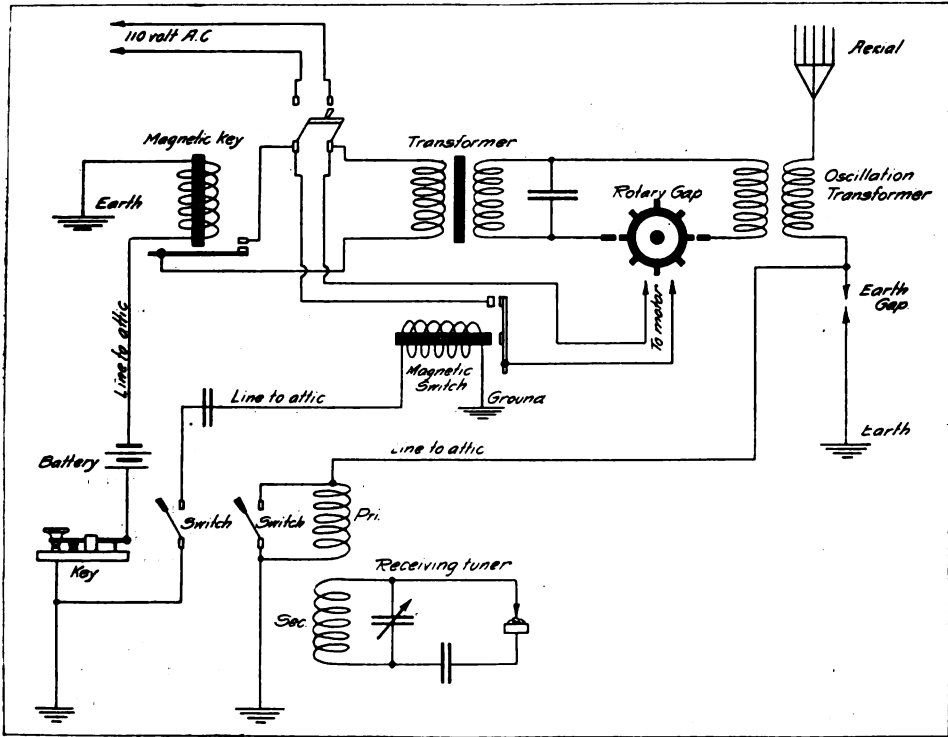 110 volt A.C
Aerial
Magnetic Key
Transformer
Earth
Rotary Gap
Oscillation
Transformer
Earth
Gap.
To motor
Line to attic
Magnetic
Switch
Line to attic
Ground
Line to attic
Earth
Battery
Switch
Switch
Pri.
Key
Receiving tuner
Sec.